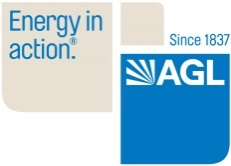 Energy in
action.®
Since 1837
AGL